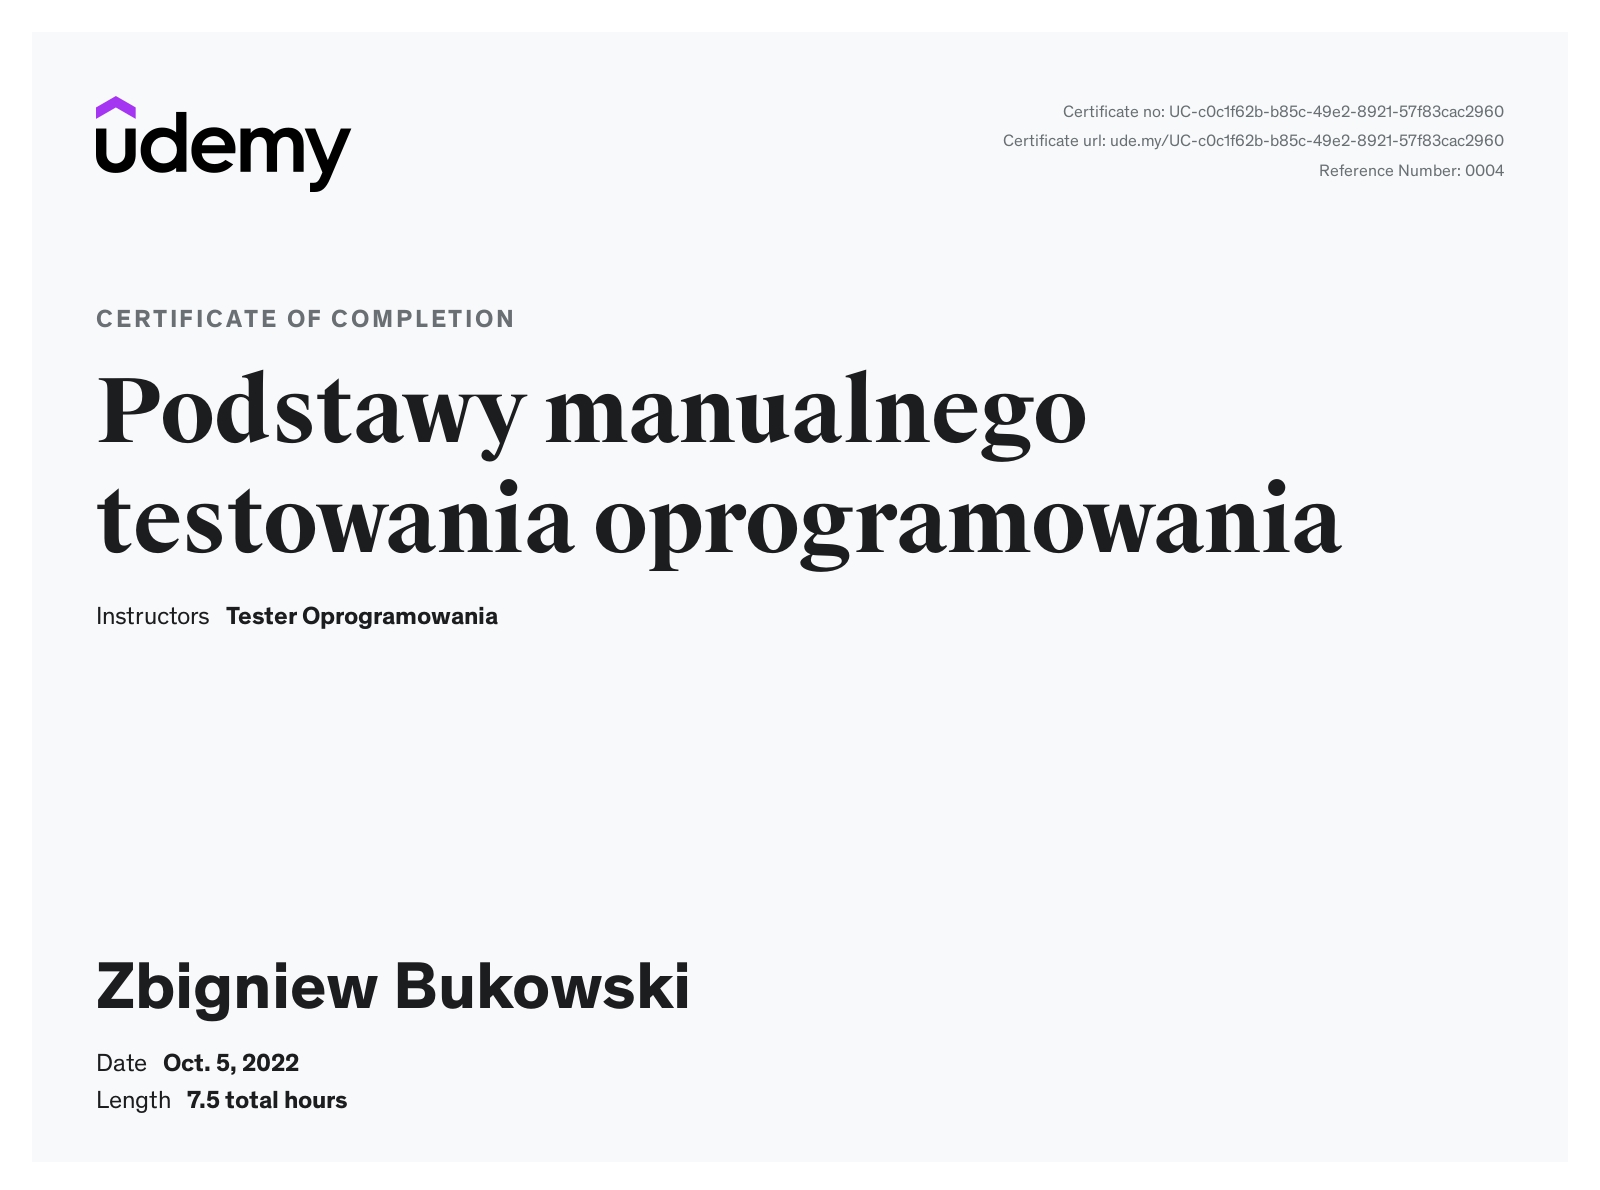 udemy
Certificate no: UC-c0c1f62b-b85c-49e2-8921-57f83cac2960
Certificate url: ude.my/UC-c0c1f62b-b85c-49e2-8921-57f83cac2960
Reference Number: 0004
CERTIFICATE OF COMPLETION
Podstawy manualnego
testowania oprogramowania
Instructors Tester Oprogramowania
Zbigniew Bukowski
Date Oct. 5, 2022
Length 7.5 total hours